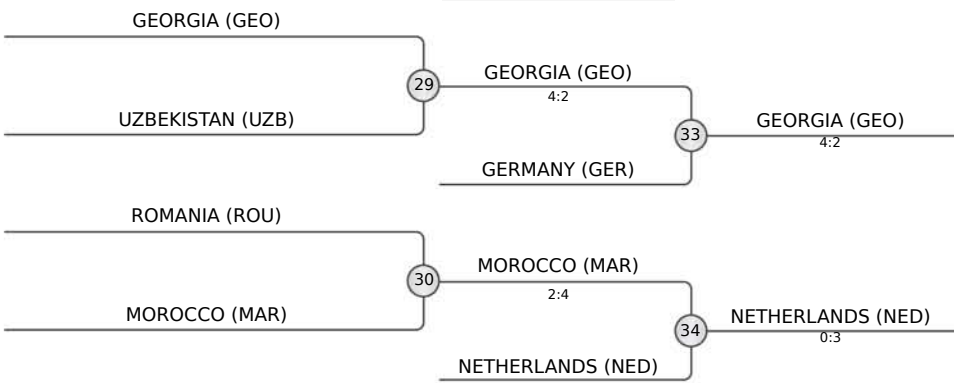 GEORGIA (GEO)
29
UZBEKISTAN (UZB)
GEORGIA (GEO)
4:2
33
GERMANY (GER)
GEORGIA (GEO)
4:2
ROMANIA (ROU)
30
MOROCCO (MAR)
MOROCCO (MAR)
2:4
34
NETHERLANDS (NED)
NETHERLANDS (NED)
0:3